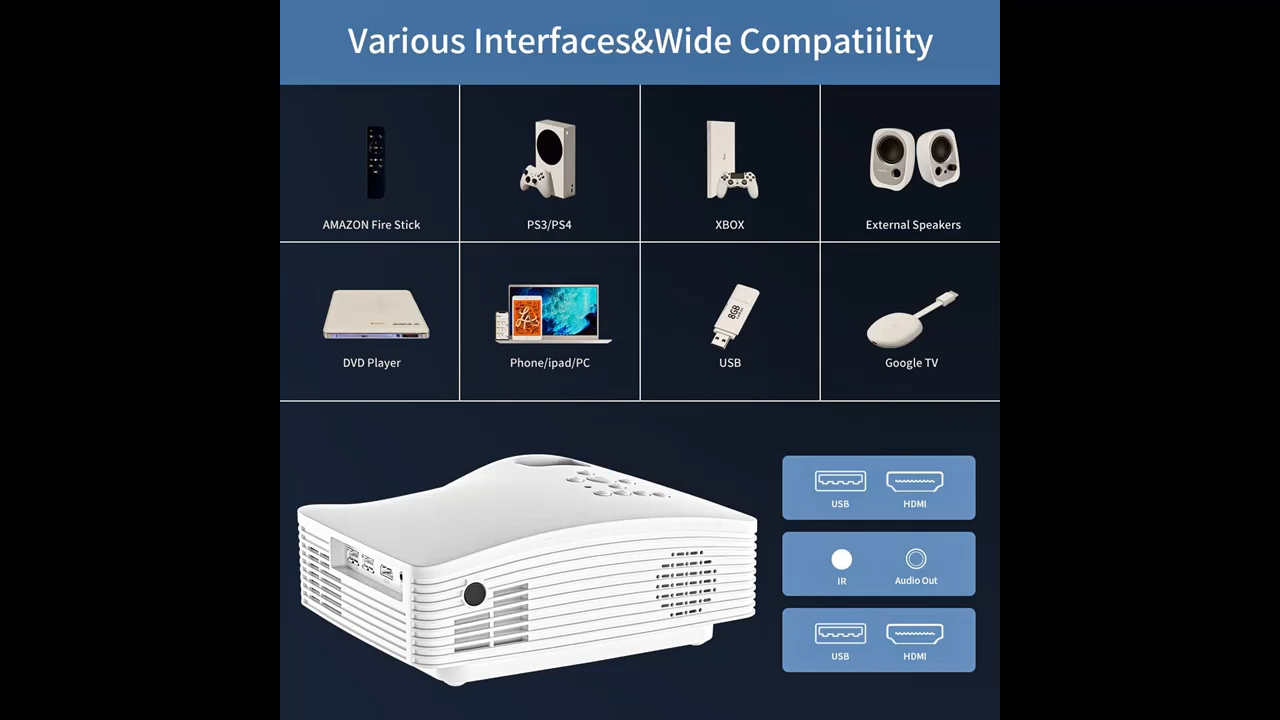 Various Interfaces&Wide Compatiility
AMAZON Fire Stick
PS3/PS4
XBOX
External Speakers
8GB
DVD Player
Phone/ipad/PC
USB
Google TV
USB
HDMI
IR
Audio Out
USB
HDMI